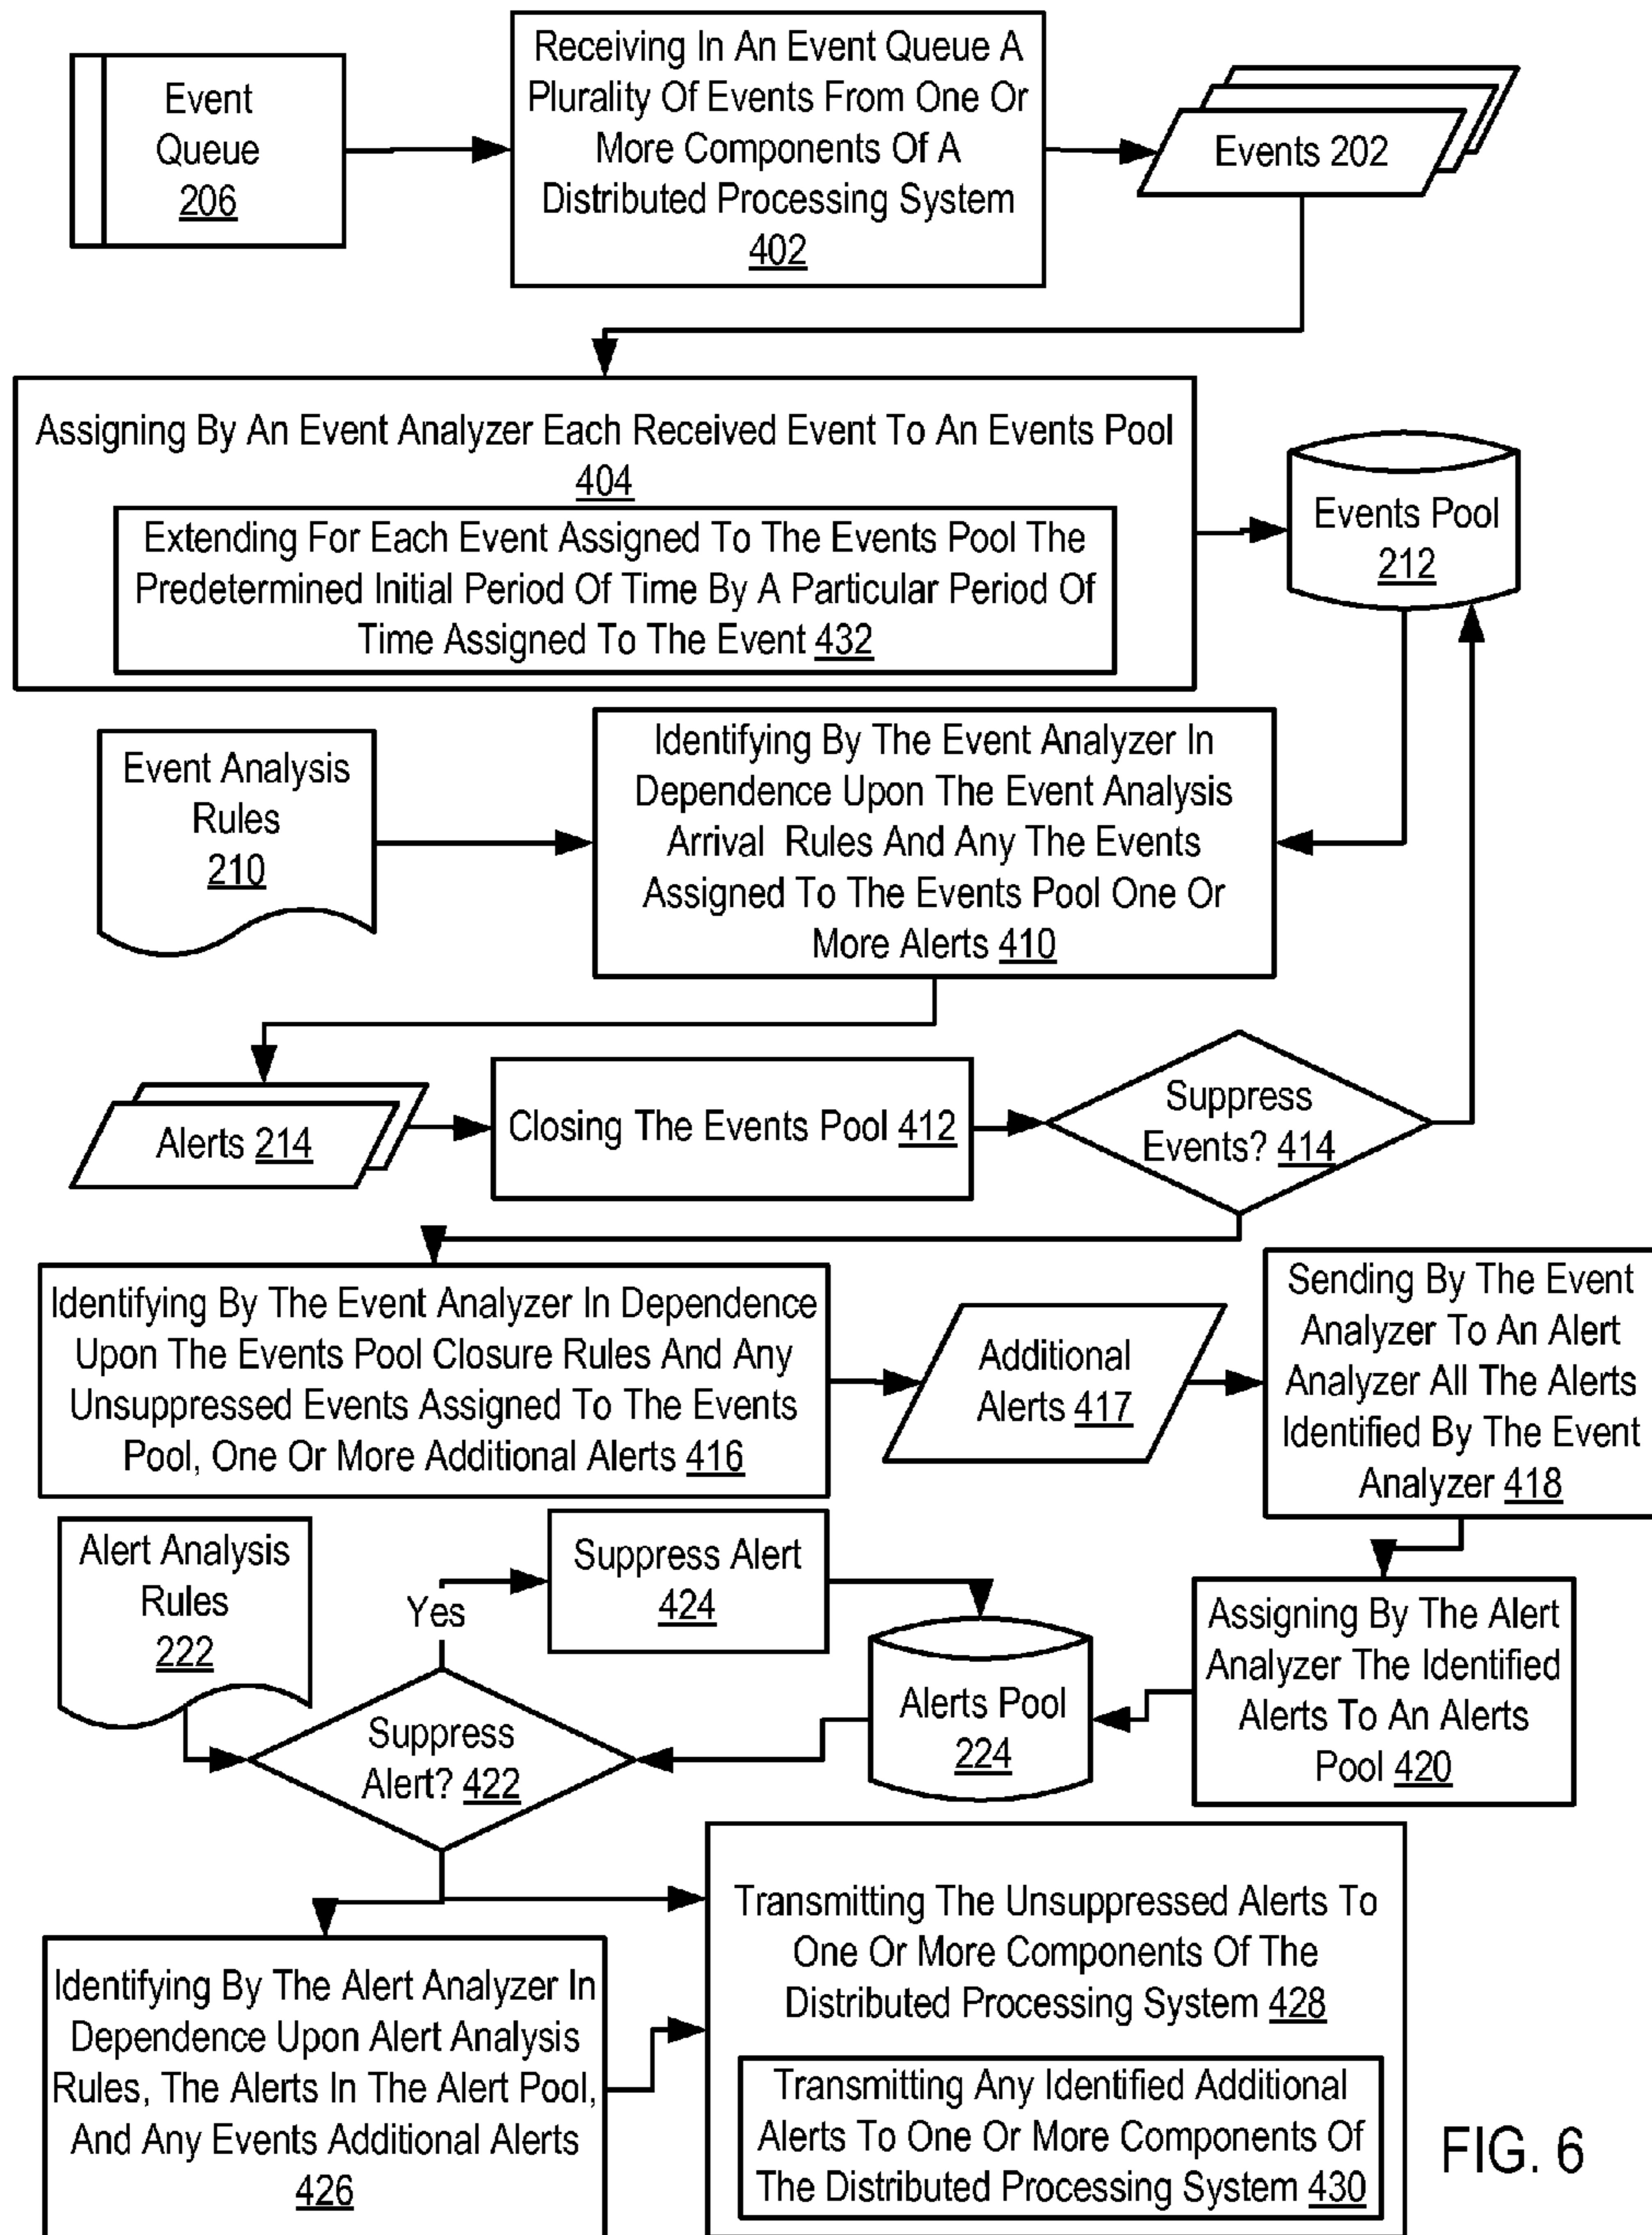 Event
Queue
206
Receiving In An Event Queue A
Plurality Of Events From One Or
More Components Of A
Distributed Processing System
402
Events 202
Assigning By An Event Analyzer Each Received Event To An Events Pool
404
Extending For Each Event Assigned To The Events Pool The
Predetermined Initial Period Of Time By A Particular Period Of
Time Assigned To The Event 432
Events Pool
212
Event Analysis
Rules
210
Identifying By The Event Analyzer In
Dependence Upon The Event Analysis
Arrival Rules And Any The Events
Assigned To The Events Pool One Or
More Alerts 410
Alerts 214
Closing The Events Pool 412
Suppress
Events? 414
Identifying By The Event Analyzer In Dependence
Upon The Events Pool Closure Rules And Any
Unsuppressed Events Assigned To The Events
Pool, One Or More Additional Alerts 416
Additional
Alerts 417
Sending By The Event
Analyzer To An Alert
Analyzer All The Alerts
Identified By The Event
Analyzer 418
Alert Analysis
Rules
222
Yes
Suppress Alert
424
Alerts Pool
224
Assigning By The Alert
Analyzer The Identified
Alerts To An Alerts
Pool 420
Suppress
Alert? 422
Transmitting The Unsuppressed Alerts To
One Or More Components Of The
Distributed Processing System 428
Identifying By The Alert Analyzer In
Dependence Upon Alert Analysis
Rules, The Alerts In The Alert Pool,
And Any Events Additional Alerts
426
Transmitting Any Identified Additional
Alerts To One Or More Components Of
The Distributed Processing System 430
FIG. 6